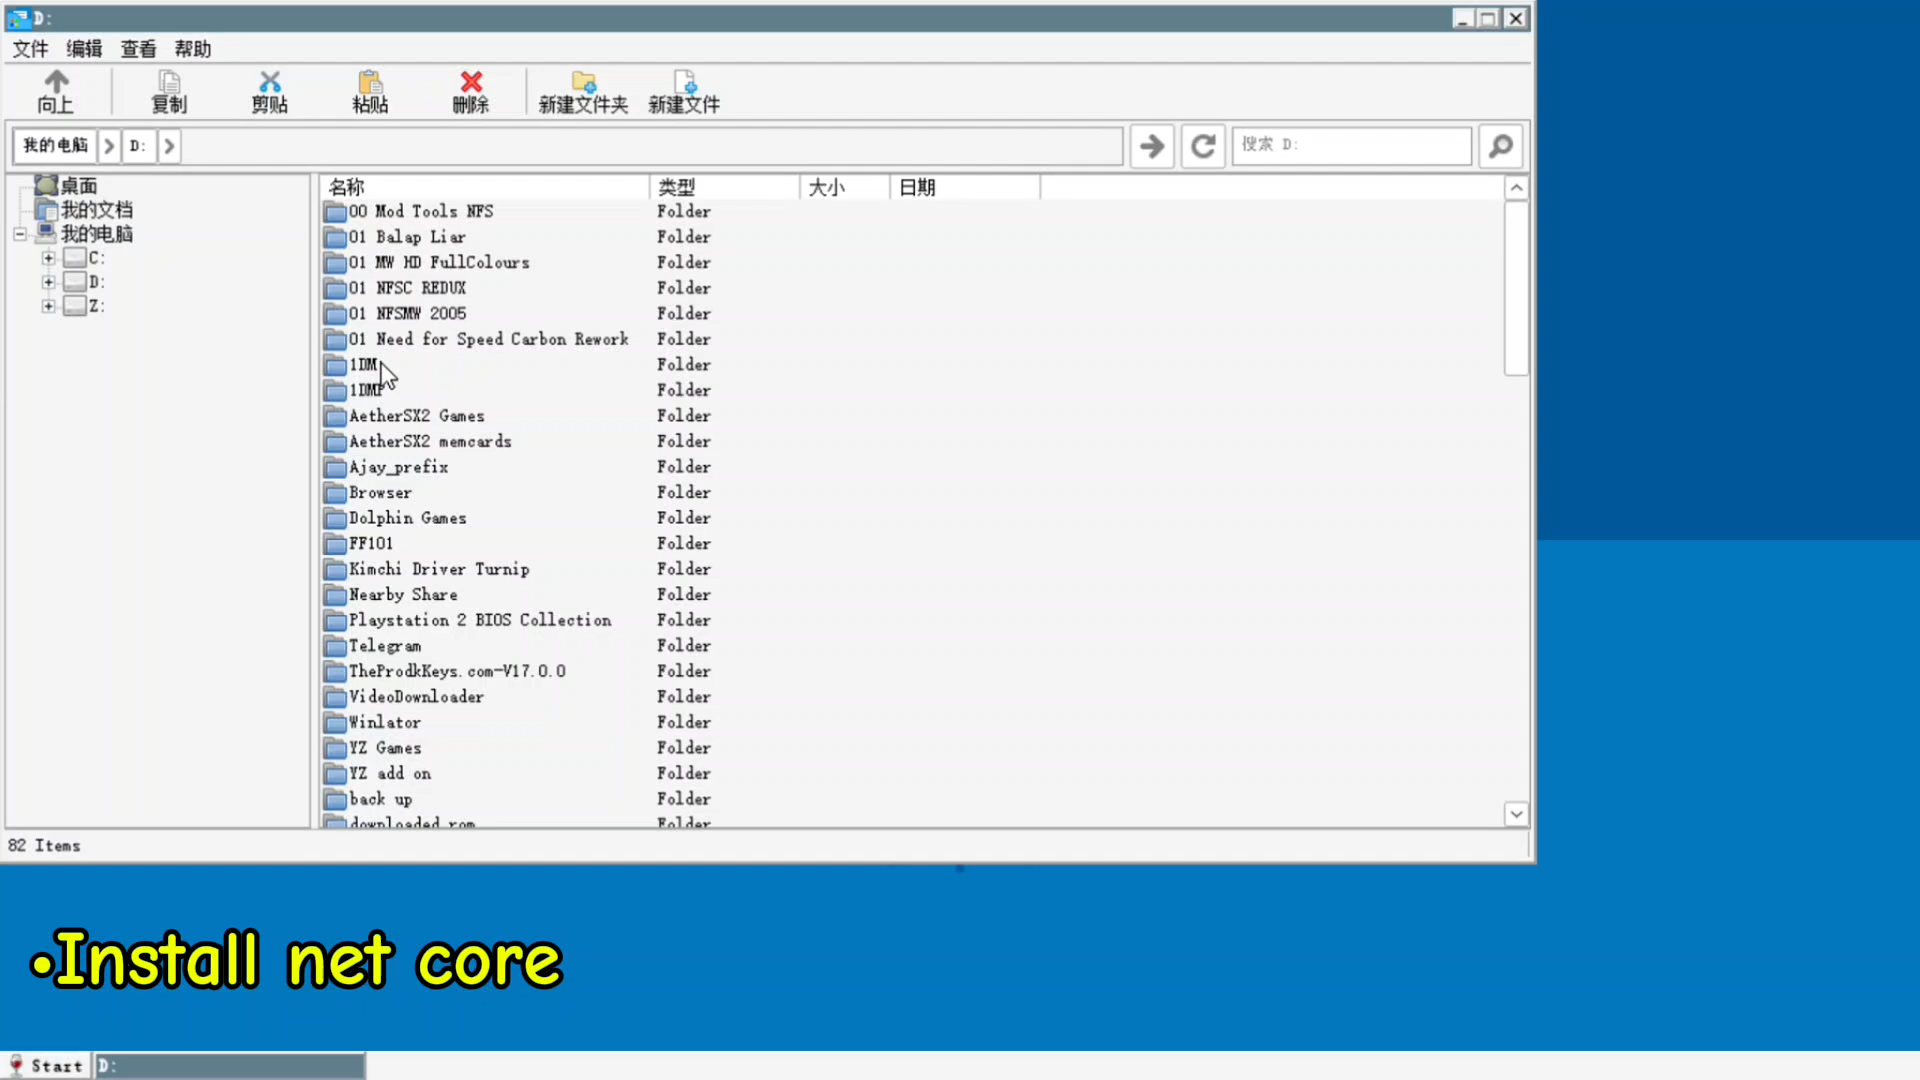 D:
文件 编辑 查看 帮助
向上 复制 剪贴 粘贴 删除 新建文件夹 新建文件
我的电脑 D: 搜索 D:
桌面
我的文档
我的电脑
C:
D:
Z:
名称 类型 大小 日期
00 Mod Tools NFS Folder
01 Balap Liar Folder
01 MW HD FullColours Folder
01 NFSC REDUX Folder
01 NFSMW 2005 Folder
01 Need for Speed Carbon Rework Folder
1DM Folder
1DMP Folder
AetherSX2 Games Folder
AetherSX2 memcards Folder
Ajay_prefix Folder
Browser Folder
Dolphin Games Folder
FF101 Folder
Kimchi Driver Turnip Folder
Nearby Share Folder
Playstation 2 BIOS Collection Folder
Telegram Folder
TheProdkKeys.com-V17.0.0 Folder
VideoDownloader Folder
Winlator Folder
YZ Games Folder
YZ add on Folder
back up Folder
downloaded rom Folder
82 Items
•Install net core
Start D: